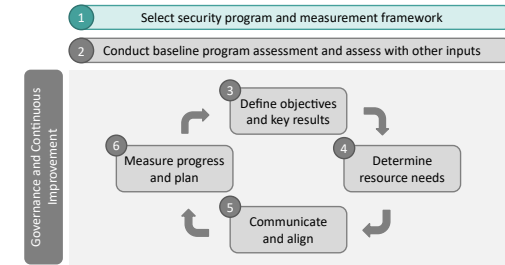 1 Select security program and measurement framework
2 Conduct baseline program assessment and assess with other inputs
Governance and Continuous
Improvement
3
Define objectives
and key results
4
Determine
resource needs
5
Communicate
and align
6
Measure progress
and plan